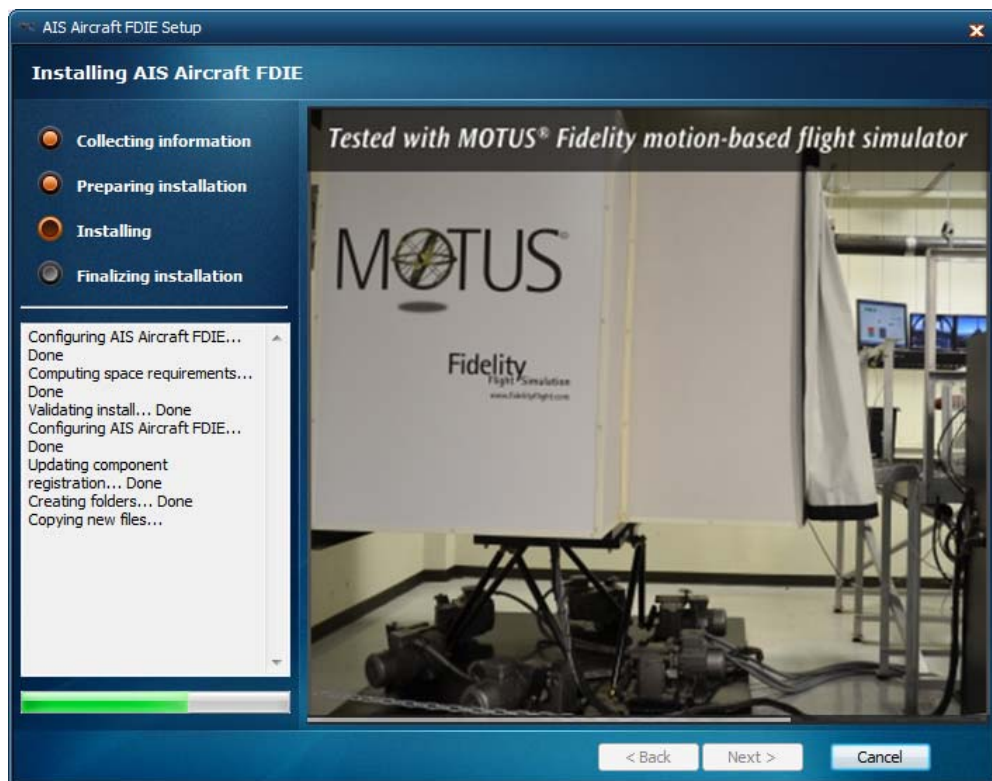 AIS Aircraft FDIE Setup
Installing AIS Aircraft FDIE
Collecting information
Preparing installation
Installing
Finalizing installation
Configuring AIS Aircraft FDIE...
Done
Computing space requirements...
Done
Validating install... Done
Configuring AIS Aircraft FDIE...
Done
Updating component
registration... Done
Creating folders... Done
Copying new files...
Tested with MOTUS® Fidelity motion-based flight simulator
MOTUS®
Fidelity
Flight Simulation
www.fidelityflight.com
< Back
Next >
Cancel